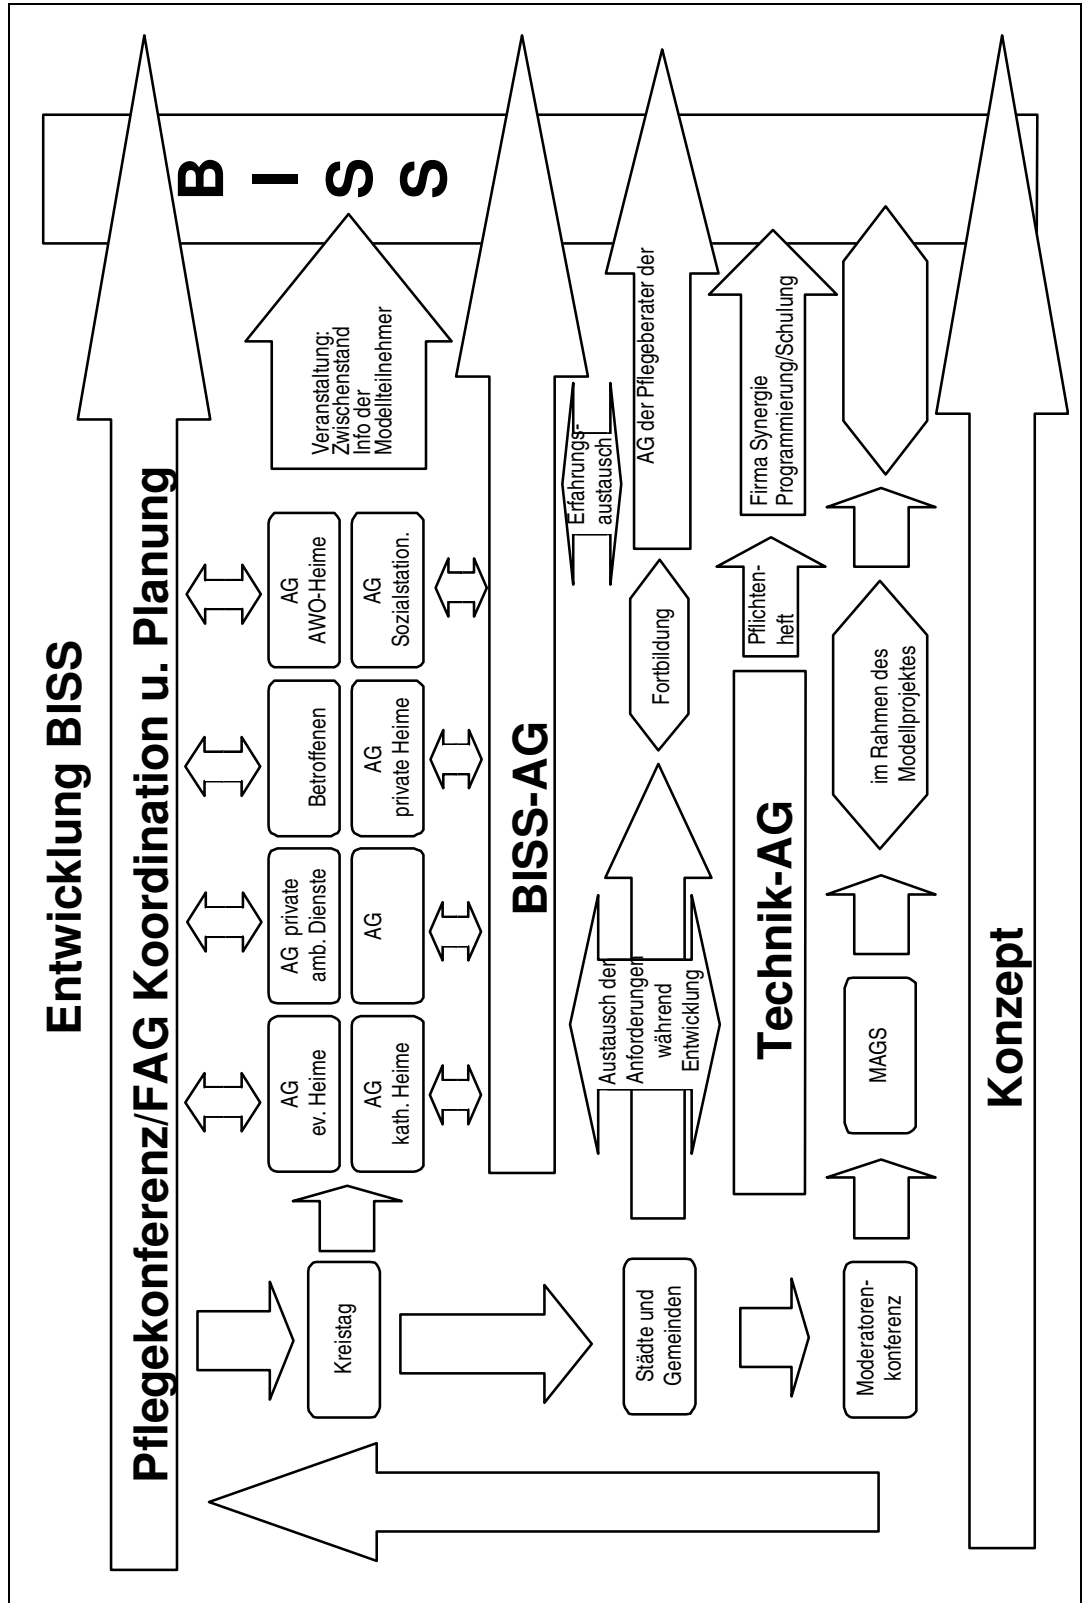 Entwicklung BISS
Pflegekonferenz/FAG Koordination u. Planung
B
I
S
S
Kreistag
AG
ev. Heime
AG private
amb. Dienste
Betroffenen
AG
AWO-Heime
AG
kath. Heime
AG
AG
private Heime
AG
Sozialstation.
Veranstaltung:
Zwischenstand
Info der
Modellteilnehmer
BISS-AG
Erfahrungs-
austausch
Städte und
Gemeinden
Austausch der
Anforderungen
während
Entwicklung
Fortbildung
AG der Pflegeberater der
Technik-AG
Pflichten-
heft
Firma Synergie
Programmierung/Schulung
Moderatoren-
konferenz
MAGS
im Rahmen des
Modellprojektes
Konzept